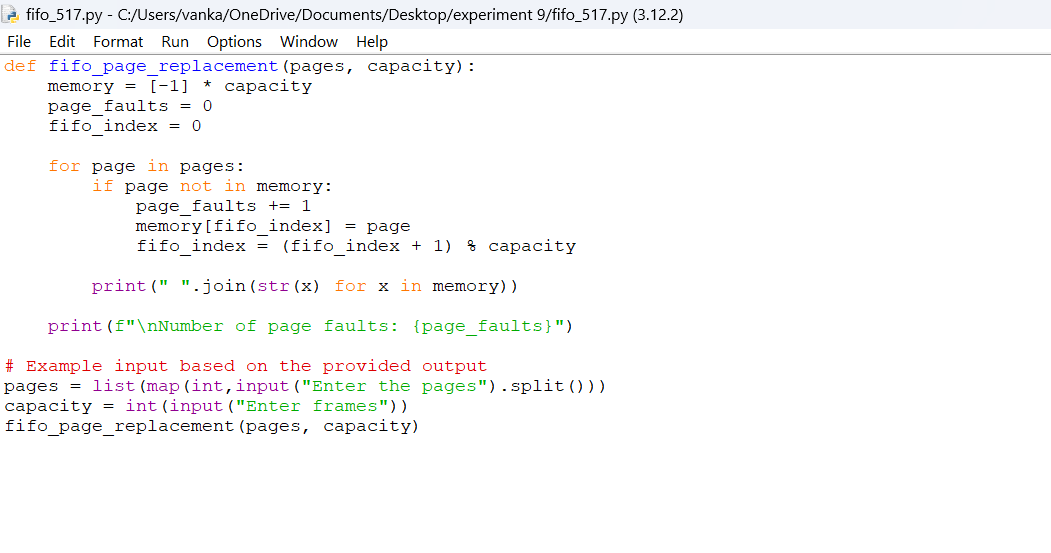 fifo_517.py - C:/Users/vanka/OneDrive/Documents/Desktop/experiment 9/fifo_517.py (3.12.2)
File Edit Format Run Options Window Help
def fifo_page_replacement(pages, capacity):
    memory = [-1] * capacity
    page_faults = 0
    fifo_index = 0

    for page in pages:
        if page not in memory:
            page_faults += 1
            memory[fifo_index] = page
            fifo_index = (fifo_index + 1) % capacity

        print(" ".join(str(x) for x in memory))

    print(f"\nNumber of page faults: {page_faults}")

# Example input based on the provided output
pages = list(map(int,input("Enter the pages").split()))
capacity = int(input("Enter frames"))
fifo_page_replacement(pages, capacity)